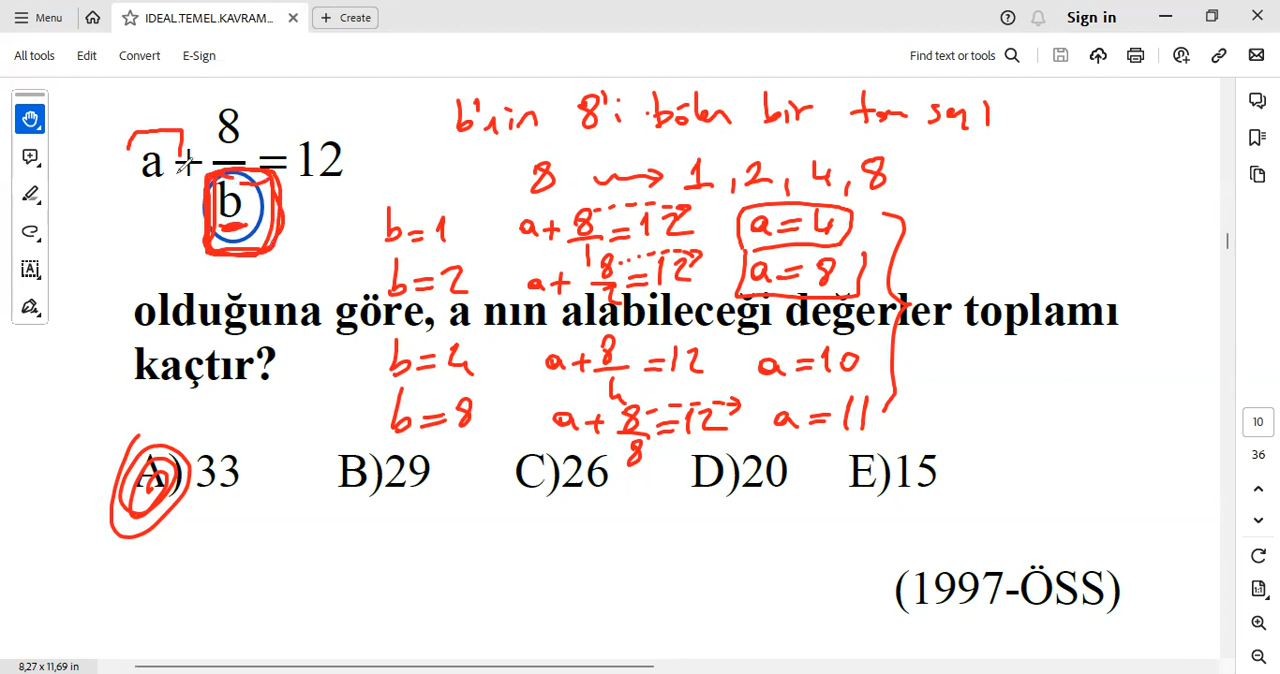 Menu
IDEAL.TEMEL.KAVRAM...
Create
Sign in
All tools Edit Convert E-Sign
Find text or tools
a + 8/b = 12
b'nin 8'i bölen bir tam sayı
8 → 1, 2, 4, 8
b=1 a+8/1=12 a=4
b=2 a+8/2=12 a=8
olduğuna göre, a nın alabileceği değerler toplamı
kaçtır?
b=4 a+8/4=12 a=10
b=8 a+8/8=12 a=11
A)33 B)29 C)26 D)20 E)15
(1997-ÖSS)
10
36
8,27 x 11,69 in